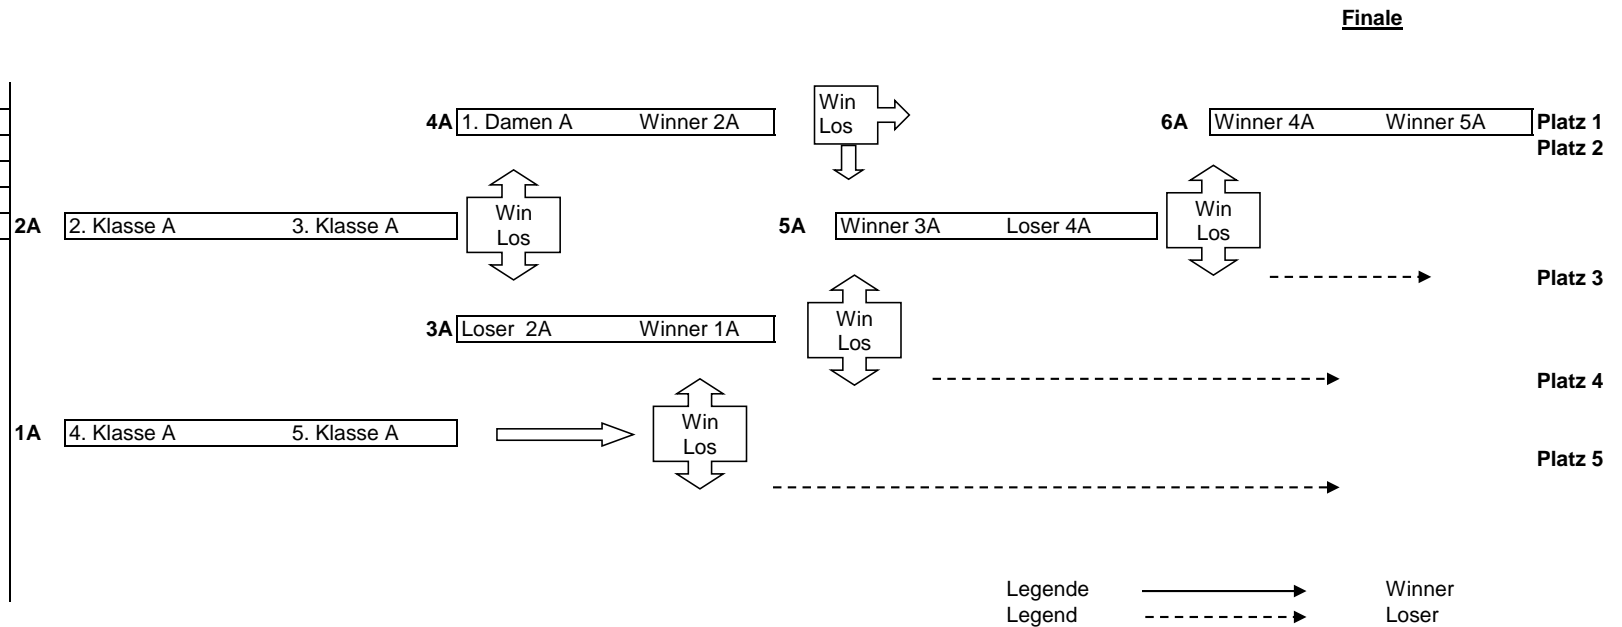 Finale
4A 1. Damen A Winner 2A Win Los 6A Winner 4A Winner 5A Platz 1
Platz 2
2A 2. Klasse A 3. Klasse A Win Los 5A Winner 3A Loser 4A Win Los
Platz 3
3A Loser 2A Winner 1A Win Los
Platz 4
1A 4. Klasse A 5. Klasse A Win Los
Platz 5
Legende Winner
Legend Loser